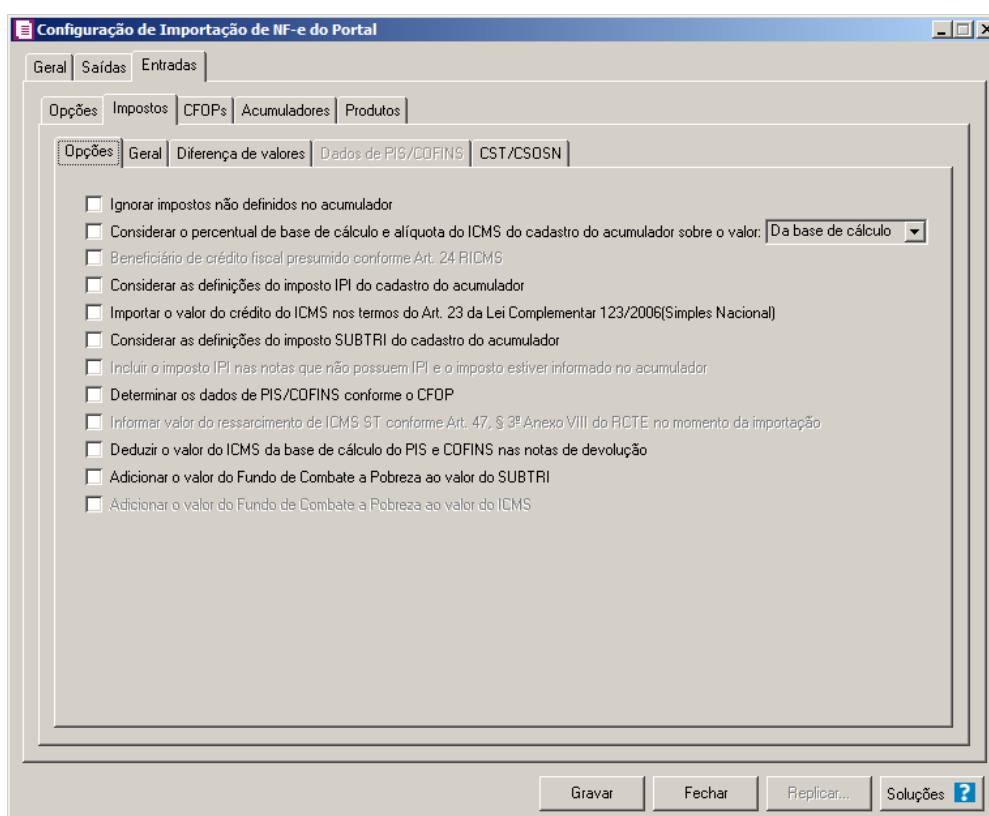 Configuração de Importação de NF-e do Portal
Geral Saídas Entradas
Opções Impostos CFOPs Acumuladores Produtos
Opções Geral Diferença de valores Dados de PIS/COFINS CST/CSOSN
Ignorar impostos não definidos no acumulador
Considerar o percentual de base de cálculo e alíquota do ICMS do cadastro do acumulador sobre o valor: Da base de cálculo
Beneficiário de crédito fiscal presumido conforme Art. 24 RICMS
Considerar as definições do imposto IPI do cadastro do acumulador
Importar o valor do crédito do ICMS nos termos do Art. 23 da Lei Complementar 123/2006(Simples Nacional)
Considerar as definições do imposto SUBTRI do cadastro do acumulador
Incluir o imposto IPI nas notas que não possuem IPI e o imposto estiver informado no acumulador
Determinar os dados de PIS/COFINS conforme o CFOP
Informar valor do ressarcimento de ICMS ST conforme Art. 47, § 3º Anexo VIII do RCTE no momento da importação
Deduzir o valor do ICMS da base de cálculo do PIS e COFINS nas notas de devolução
Adicionar o valor do Fundo de Combate a Pobreza ao valor do SUBTRI
Adicionar o valor do Fundo de Combate a Pobreza ao valor do ICMS
Gravar Fechar Replicar... Soluções ?